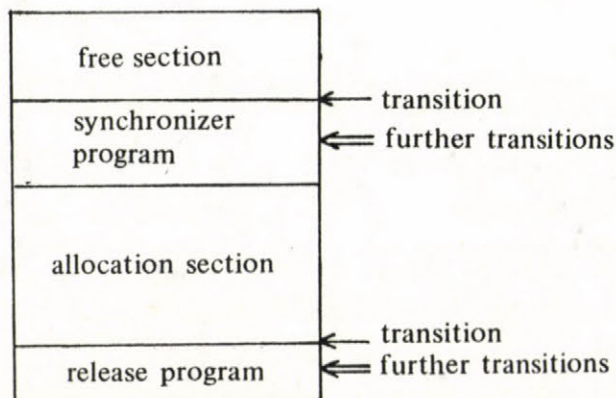 free section
transition
synchronizer
program
further transitions
allocation section
transition
release program
further transitions